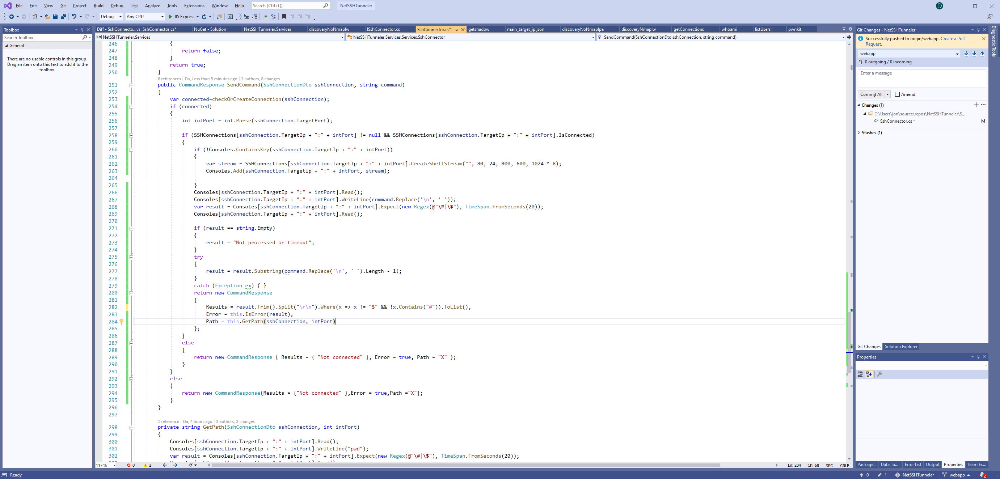 File Edit View Git Project Build Debug Test Analyze Tools Extensions Window Help Search (Ctrl+Q) NetSSHTunneler D
Debug Any CPU IIS Express
Toolbox
Search Toolbox
General
There are no usable controls in this group.
Drag an item onto this text to add it to the
toolbox.
Diff - SshConnecto...vs. SshConnector.cs* NuGet - Solution NetSSHTunneler.Services discoveryNoNmaplw ISshConnector.cs SshConnector.cs* getshadow main_target_ip.json discoveryNoNmaplpa discoveryNmaplw getConnections whoami listUsers pwnkit
NetSSHTunneler.Services NetSSHTunneler.Services.Services.SshConnector SendCommand(SshConnectionDto sshConnection, string command)
246 {
247 return false;
248 }
249 return true;
250 }
6 references | Da, Less than 5 minutes ago | 2 authors, 8 changes
251 public CommandResponse SendCommand(SshConnectionDto sshConnection, string command)
252 {
253 var connected=checkOrCreateConnection(sshConnection);
254 if (connected)
255 {
256 int intPort = int.Parse(sshConnection.TargetPort);
257
258 if (SSHConnections[sshConnection.TargetIp + ":" + intPort] != null && SSHConnections[sshConnection.TargetIp + ":" + intPort].IsConnected)
259 {
260 if (!Consoles.ContainsKey(sshConnection.TargetIp + ":" + intPort))
261 {
262 var stream = SSHConnections[sshConnection.TargetIp + ":" + intPort].CreateShellStream("", 80, 24, 800, 600, 1024 * 8);
263 Consoles.Add(sshConnection.TargetIp + ":" + intPort, stream);
264
265 }
266 Consoles[sshConnection.TargetIp + ":" + intPort].Read();
267 Consoles[sshConnection.TargetIp + ":" + intPort].WriteLine(command.Replace('\n', ' '));
268 var result = Consoles[sshConnection.TargetIp + ":" + intPort].Expect(new Regex(@"\#|\$"), TimeSpan.FromSeconds(20));
269 Consoles[sshConnection.TargetIp + ":" + intPort].Read();
270
271 if (result == string.Empty)
272 {
273 result = "Not processed or timeout";
274 }
275 try
276 {
277 result = result.Substring(command.Replace('\n', ' ').Length - 1);
278 }
279 catch (Exception ex) { }
280 return new CommandResponse
281 {
282 Results = result.Trim().Split("\r\n").Where(x => x != "$" && !x.Contains("#")).ToList(),
283 Error = this.IsError(result),
284 Path = this.GetPath(sshConnection, intPort)
285 };
286 }
287 else
288 {
289 return new CommandResponse { Results = { "Not connected" }, Error = true, Path = "X" };
290 }
291 }
292 else
293 {
294 return new CommandResponse{Results = {"Not connected" },Error = true,Path ="X"};
295 }
296 }
297
1 reference | Da, 4 hours ago | 2 authors, 2 changes
298 private string GetPath(SshConnectionDto sshConnection, int intPort)
299 {
300 Consoles[sshConnection.TargetIp + ":" + intPort].Read();
301 Consoles[sshConnection.TargetIp + ":" + intPort].WriteLine("pwd");
302 var result = Consoles[sshConnection.TargetIp + ":" + intPort].Expect(new Regex(@"\#|\$"), TimeSpan.FromSeconds(20));
117 % 0 2 Ln: 284 Ch: 68 SPC CRLF
Git Changes - NetSSHTunneler
Successfully pushed to origin/webapp. Create a Pull
Request.
webapp
0 outgoing / 0 incoming
Enter a message
Commit All Amend
Changes (1)
C:\Users\jon\source\repos\NetSSHTunneler\S...
C# SshConnector.cs * M
Stashes (1)
Git Changes Solution Explorer
Properties
Package... Data To... Error List Output Properties Team Ex...
Diagnostic Tools
Ready 0 1 NetSSHTunneler webapp 2